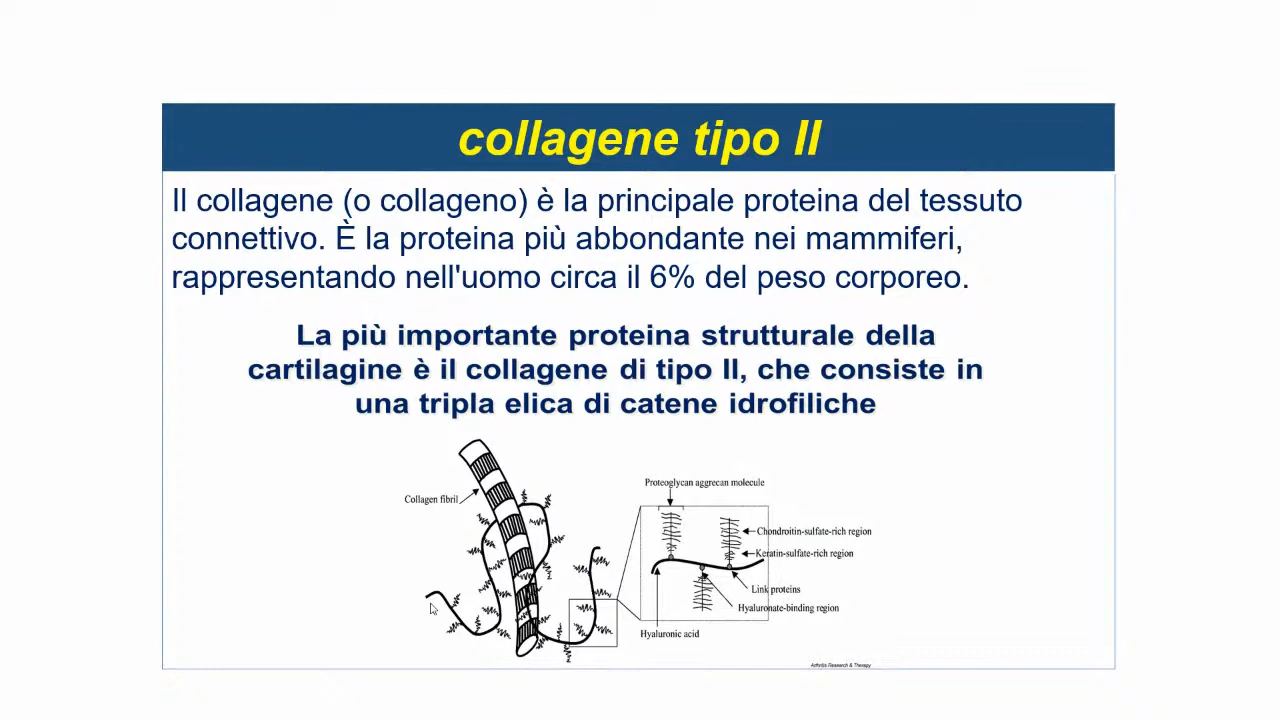 collagene tipo II
Il collagene (o collageno) è la principale proteina del tessuto
connettivo. È la proteina più abbondante nei mammiferi,
rappresentando nell'uomo circa il 6% del peso corporeo.
La più importante proteina strutturale della
cartilagine è il collagene di tipo II, che consiste in
una tripla elica di catene idrofiliche
Proteoglycan aggrecan molecule
Collagen fibril
Chondroitin-sulfate-rich region
Keratin-sulfate-rich region
Link proteins
Hyaluronate-binding region
Hyaluronic acid
Arthritis Research & Therapy